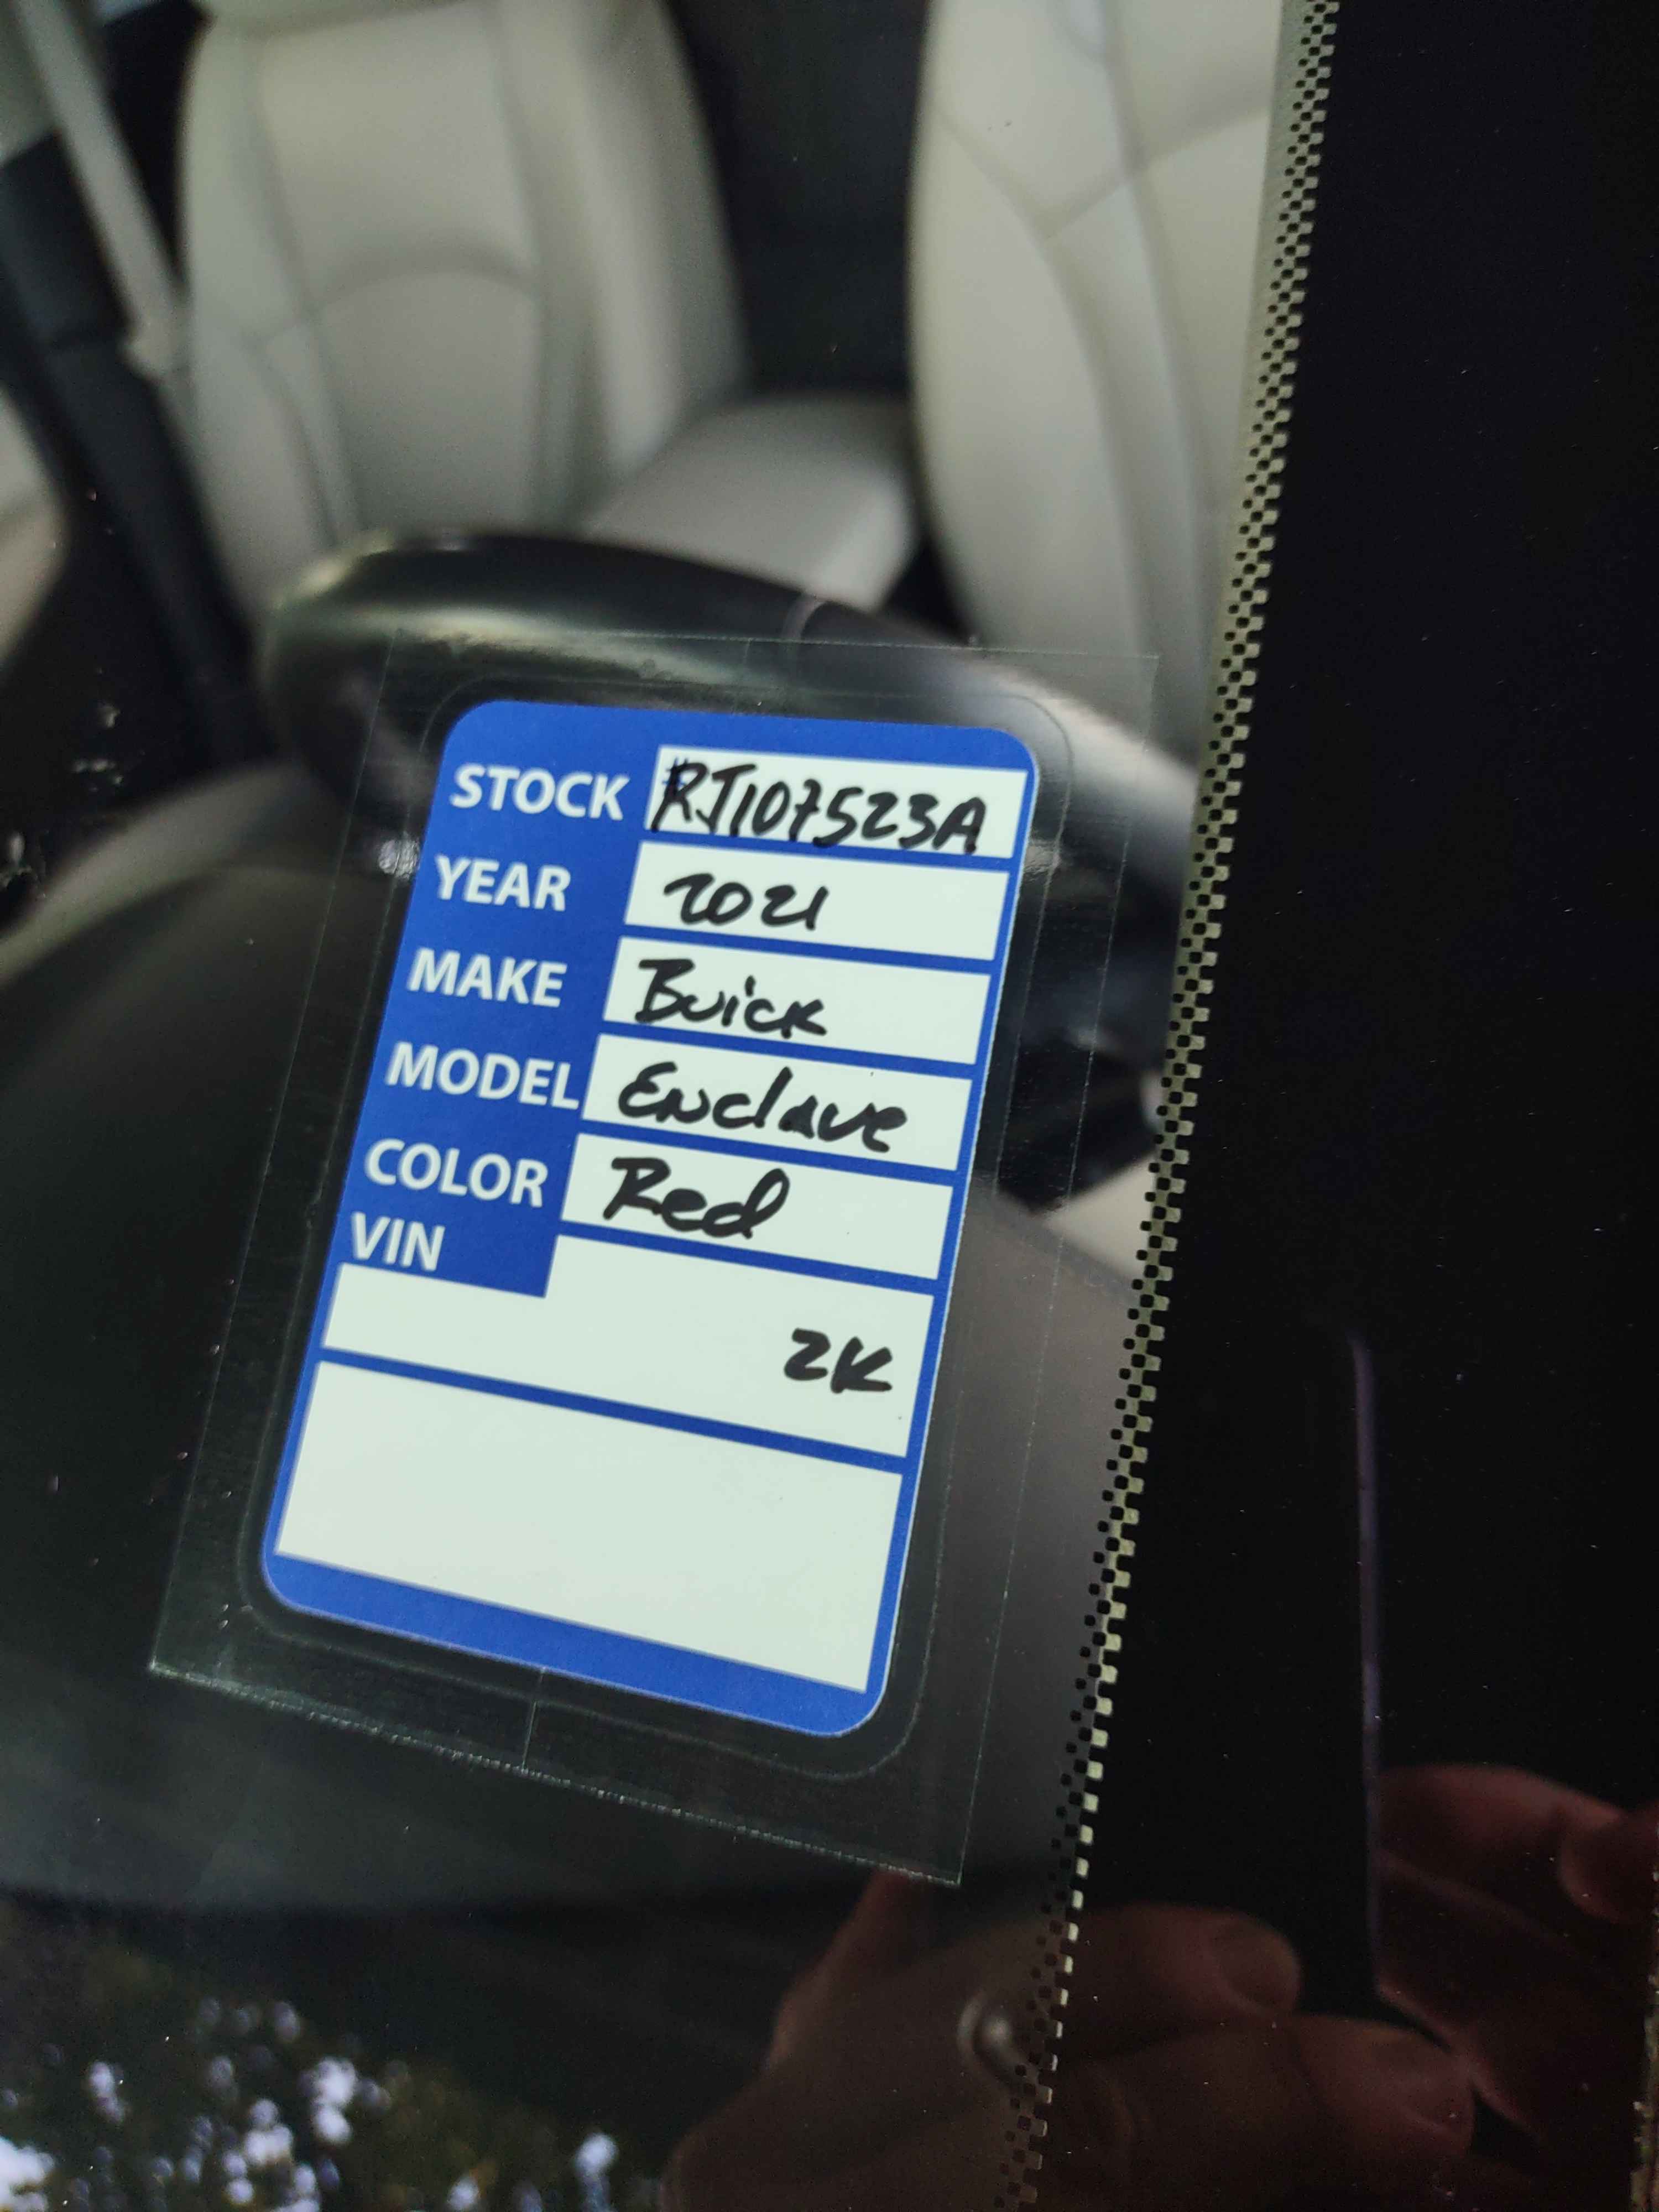 STOCK #RJ107523A
YEAR 2021
MAKE Buick
MODEL Enclave
COLOR Red
VIN
2K